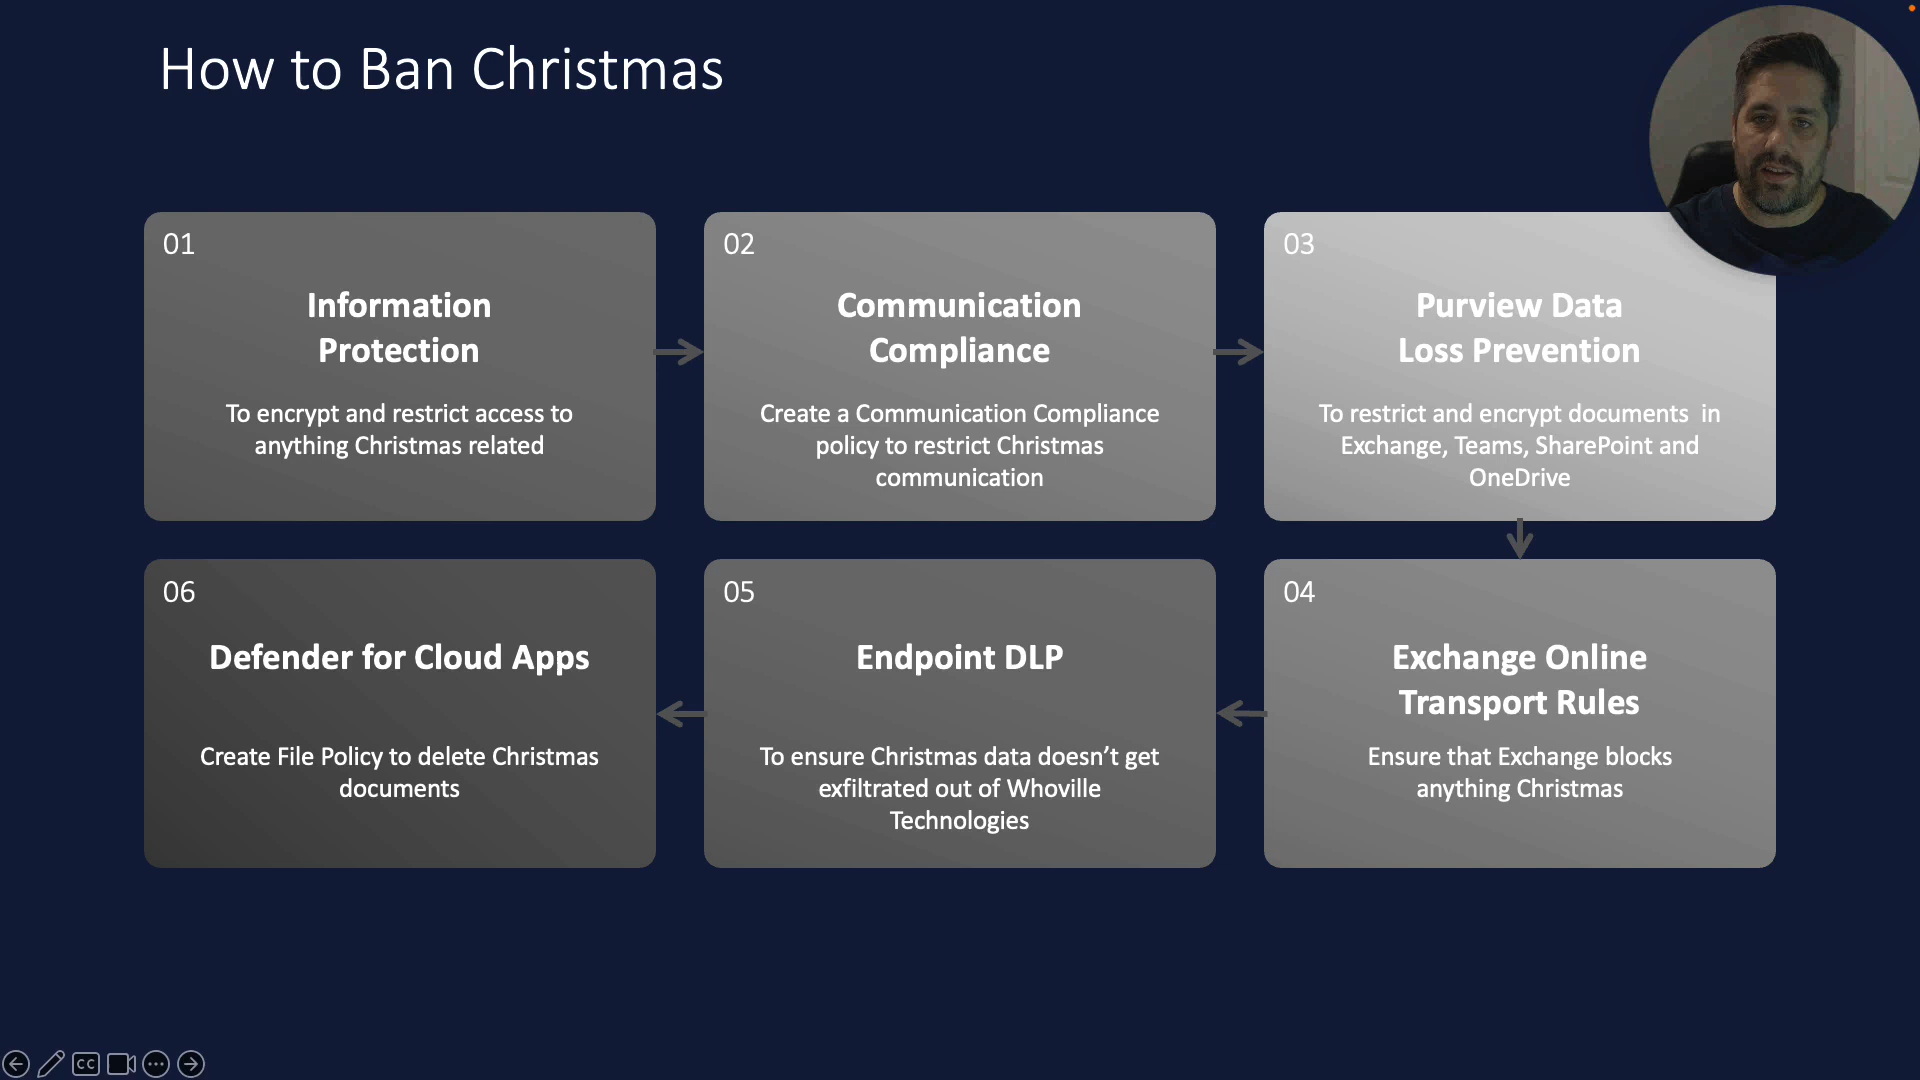 How to Ban Christmas
01
Information
Protection
To encrypt and restrict access to
anything Christmas related
02
Communication
Compliance
Create a Communication Compliance
policy to restrict Christmas
communication
03
Purview Data
Loss Prevention
To restrict and encrypt documents  in
Exchange, Teams, SharePoint and
OneDrive
04
Exchange Online
Transport Rules
Ensure that Exchange blocks
anything Christmas
05
Endpoint DLP
To ensure Christmas data doesn’t get
exfiltrated out of Whoville
Technologies
06
Defender for Cloud Apps
Create File Policy to delete Christmas
documents
CC